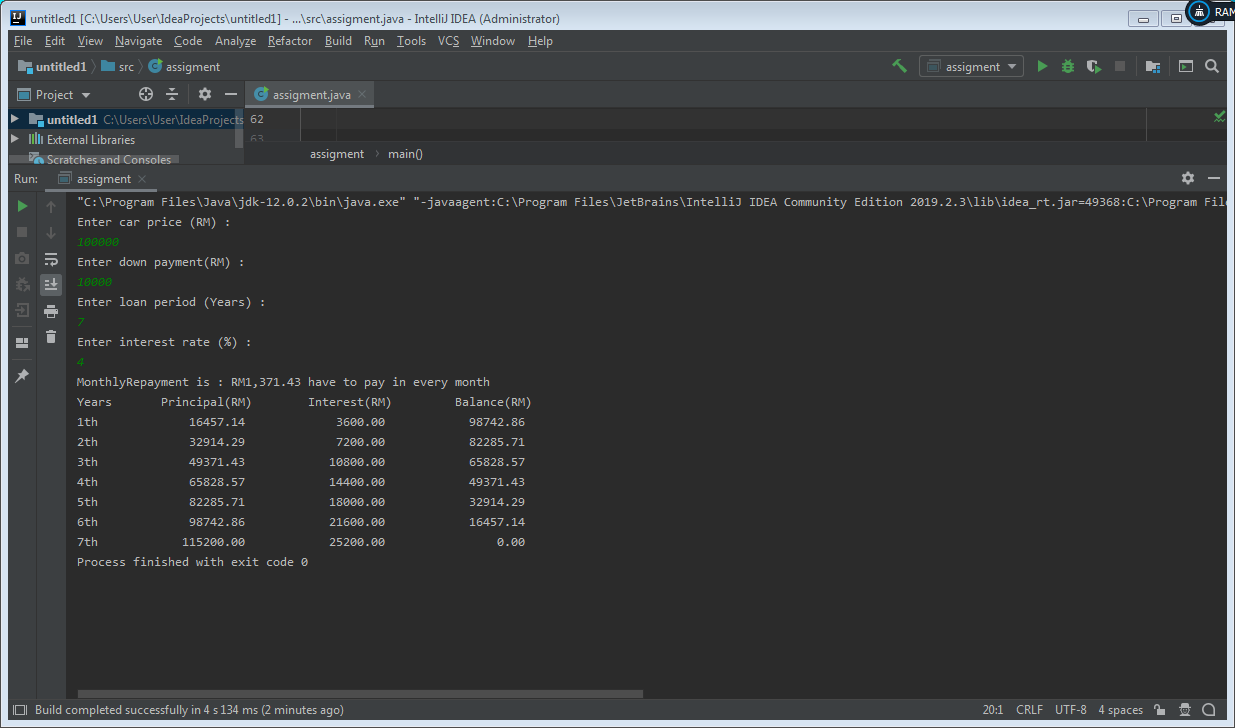 untitled1 [C:\Users\User\IdeaProjects\untitled1] - ...\src\assigment.java - IntelliJ IDEA (Administrator)
RAM
File Edit View Navigate Code Analyze Refactor Build Run Tools VCS Window Help
untitled1 src assigment assigment
Project assigment.java
untitled1 C:\Users\User\IdeaProjects 62
External Libraries 63
Scratches and Consoles assigment main()
Run: assigment
"C:\Program Files\Java\jdk-12.0.2\bin\java.exe" "-javaagent:C:\Program Files\JetBrains\IntelliJ IDEA Community Edition 2019.2.3\lib\idea_rt.jar=49368:C:\Program File
Enter car price (RM) :
100000
Enter down payment(RM) :
10000
Enter loan period (Years) :
7
Enter interest rate (%) :
4
MonthlyRepayment is : RM1,371.43 have to pay in every month
Years Principal(RM) Interest(RM) Balance(RM)
1th 16457.14 3600.00 98742.86
2th 32914.29 7200.00 82285.71
3th 49371.43 10800.00 65828.57
4th 65828.57 14400.00 49371.43
5th 82285.71 18000.00 32914.29
6th 98742.86 21600.00 16457.14
7th 115200.00 25200.00 0.00
Process finished with exit code 0
Build completed successfully in 4 s 134 ms (2 minutes ago) 20:1 CRLF UTF-8 4 spaces